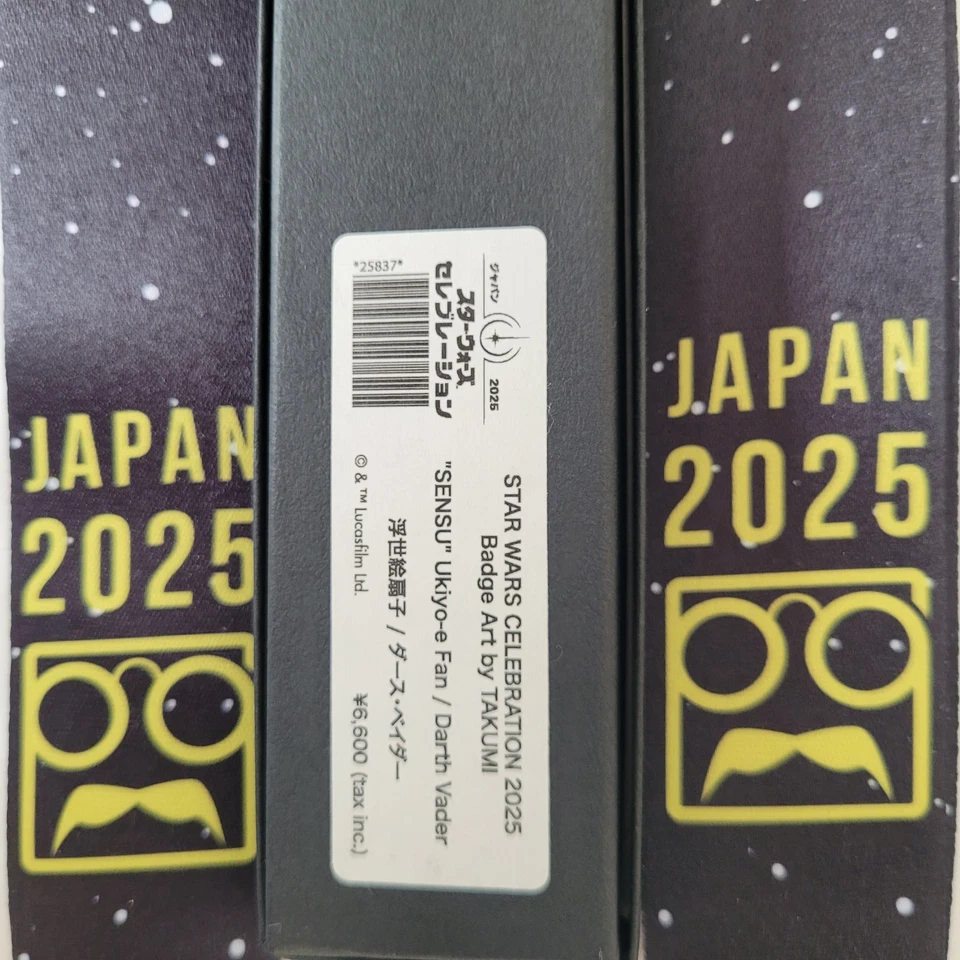 JAPAN
2025
ジャパン
2025
スター・ウォーズ
セレブレーション
*25837*
STAR WARS CELEBRATION 2025
Badge Art by TAKUMI
"SENSU" Ukiyo-e Fan / Darth Vader
浮世絵扇子 / ダース・ベイダー
© & ™ Lucasfilm Ltd.
¥6,600 (tax inc.)
JAPAN
2025